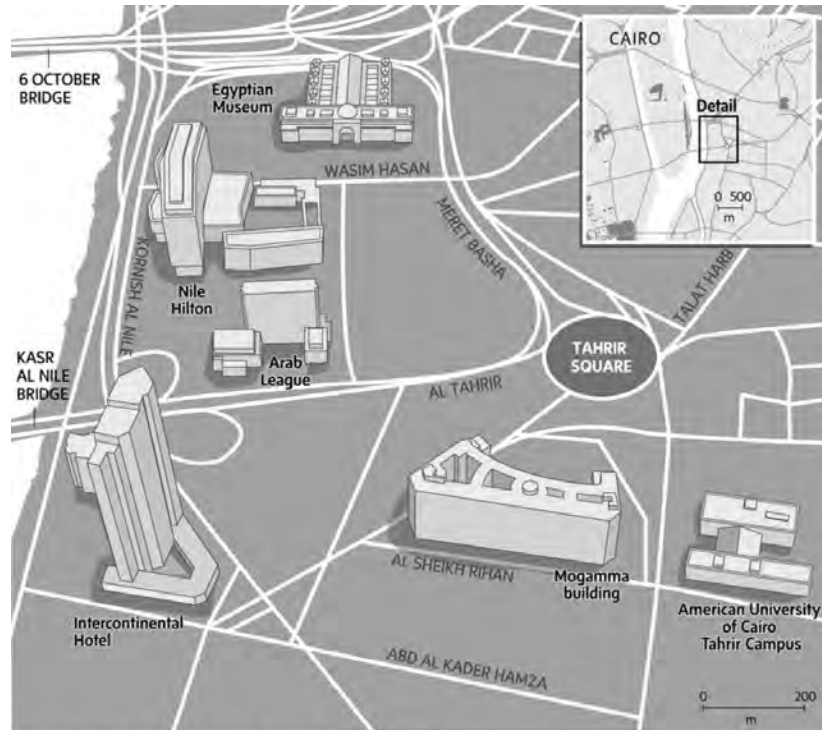 6 OCTOBER
BRIDGE
Egyptian
Museum
CAIRO
Detail
0 500
m
WASIM HASAN
MERET BASHA
KORNISH AL NILE
TALAT HARB
Nile
Hilton
Arab
League
KASR
AL NILE
BRIDGE
TAHRIR
SQUARE
AL TAHRIR
AL SHEIKH RIHAN
Mogamma
building
American University
of Cairo
Tahrir Campus
Intercontinental
Hotel
ABD AL KADER HAMZA
0 200
m